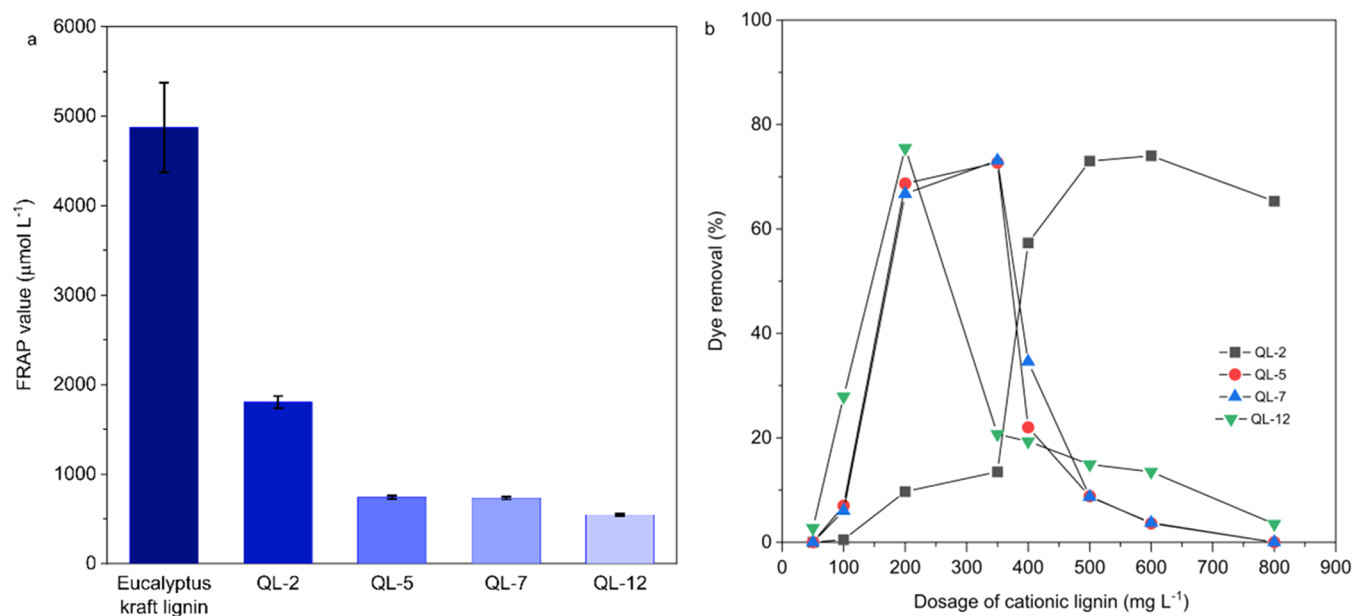 a
6000
5000
4000
3000
2000
1000
0
FRAP value (μmol L⁻¹)
Eucalyptus
kraft lignin
QL-2
QL-5
QL-7
QL-12
b
100
80
60
40
20
0
Dye removal (%)
QL-2
QL-5
QL-7
QL-12
0 100 200 300 400 500 600 700 800 900
Dosage of cationic lignin (mg L⁻¹)